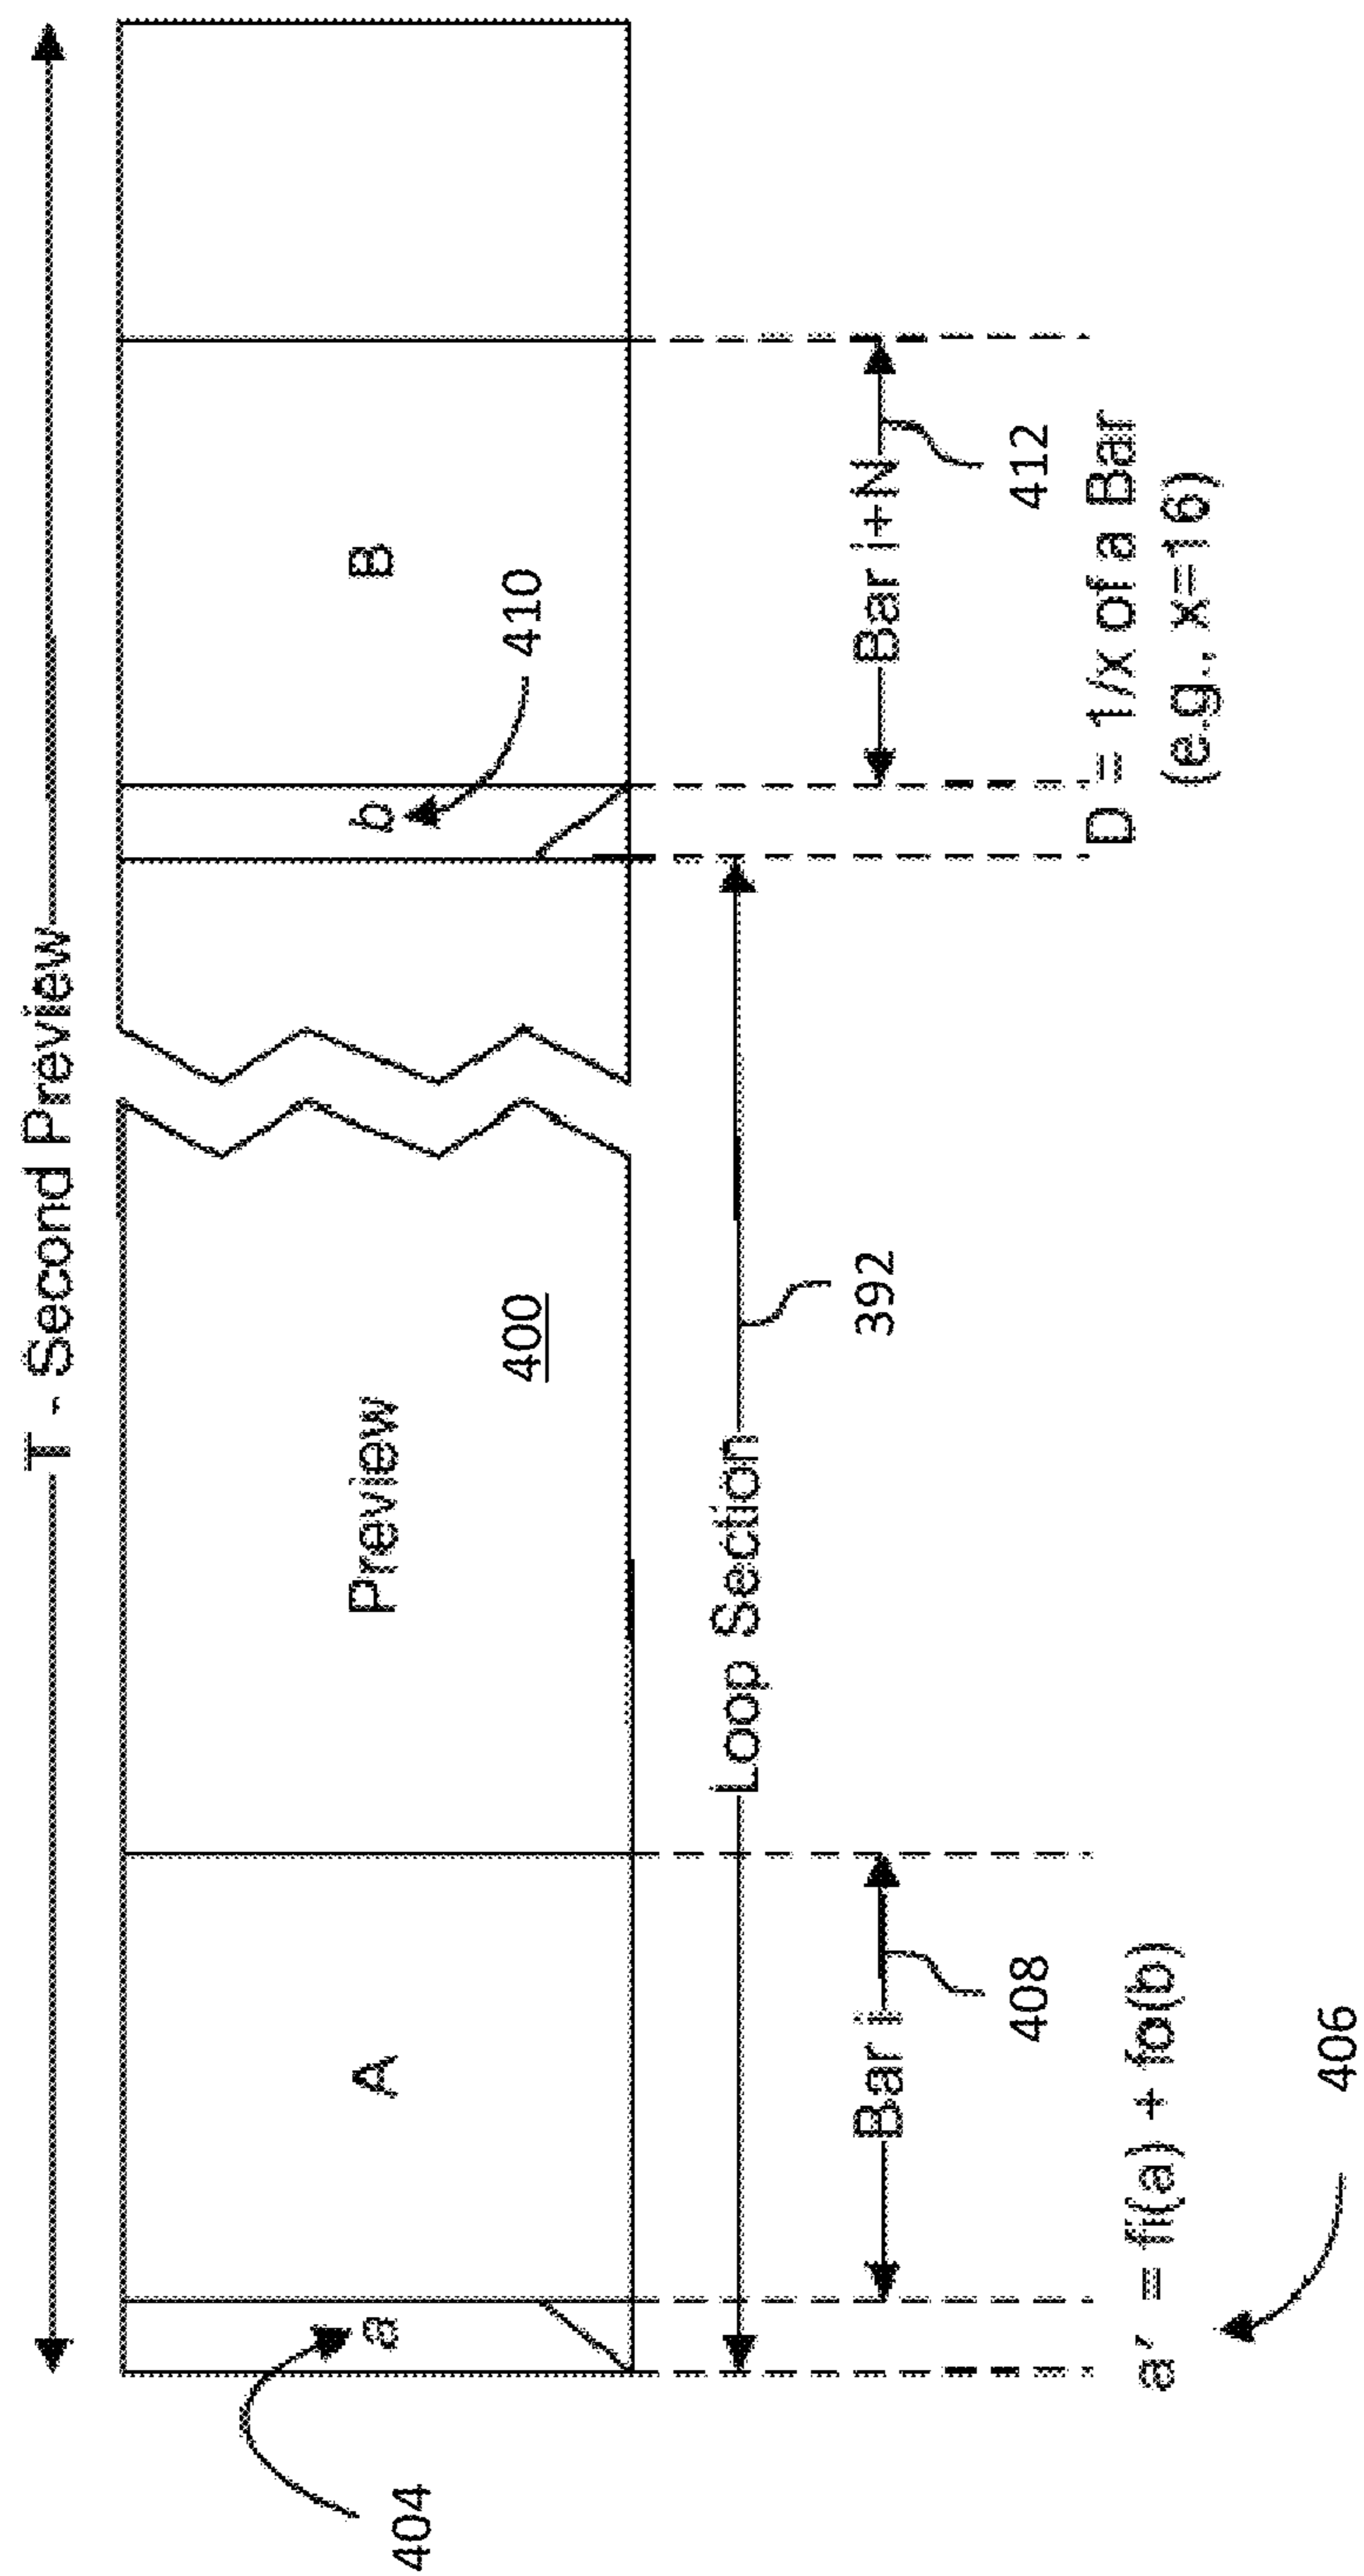 T - Second Preview
404
a
A
Preview
400
b
B
410
Loop Section
392
Bar i
408
Bar i+N
412
a′ = fi(a) + fo(b)
406
D = 1/x of a Bar
(e.g., x=16)